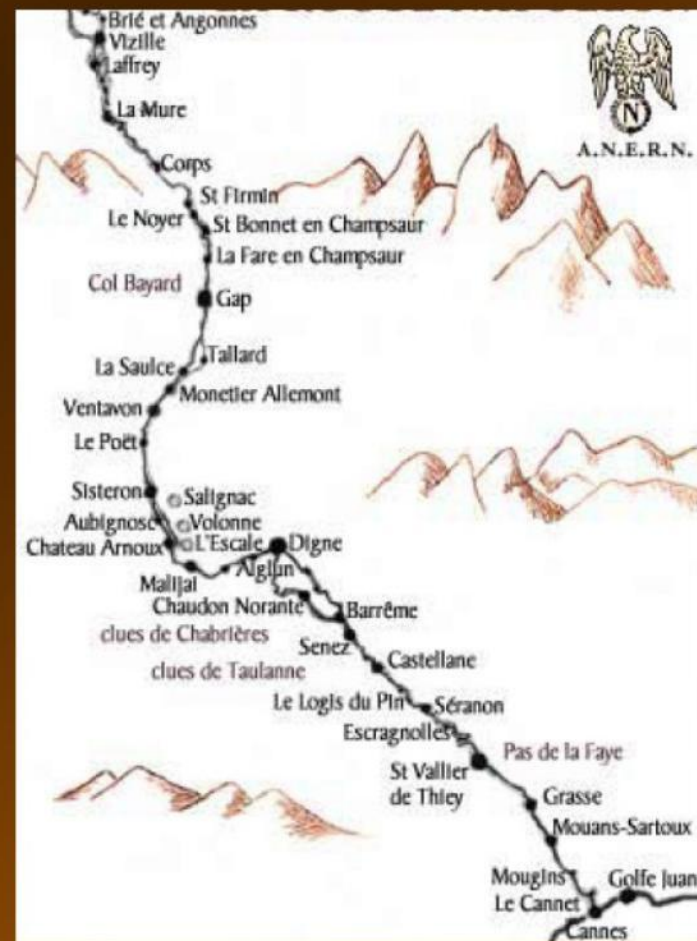 Brié et Angonnes
Vizille
Laffrey
N
A.N.E.R.N.
La Mure
Corps
St Firmin
Le Noyer
St Bonnet en Champsaur
La Fare en Champsaur
Col Bayard
Gap
Tallard
La Saulce
Monetier Allemont
Ventavon
Le Poët
Sisteron
Salignac
Aubignosc
Volonne
Chateau Arnoux
L'Escale
Digne
Aiglun
Malijai
Chaudon Norante
Barrême
clues de Chabrières
Senez
clues de Taulanne
Castellane
Le Logis du Pin
Séranon
Escragnolles
Pas de la Faye
St Vallier
de Thiey
Grasse
Mouans-Sartoux
Mougins
Golfe Juan
Le Cannet
Cannes